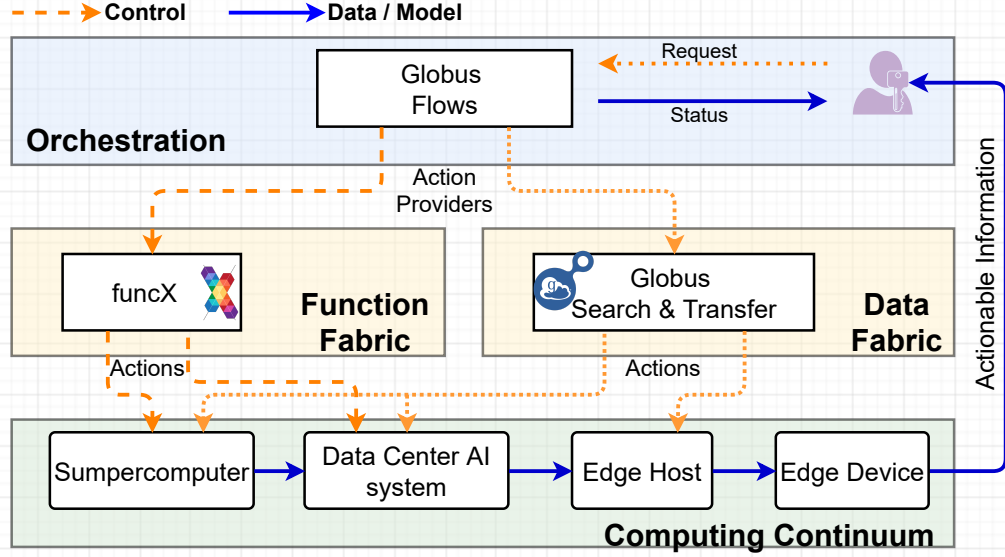 Control
Data / Model
Request
Globus
Flows
Status
Orchestration
Action
Providers
funcX
Function
Fabric
g
Globus
Search & Transfer
Data
Fabric
Actionable Information
Actions
Actions
Sumpercomputer
Data Center AI
system
Edge Host
Edge Device
Computing Continuum